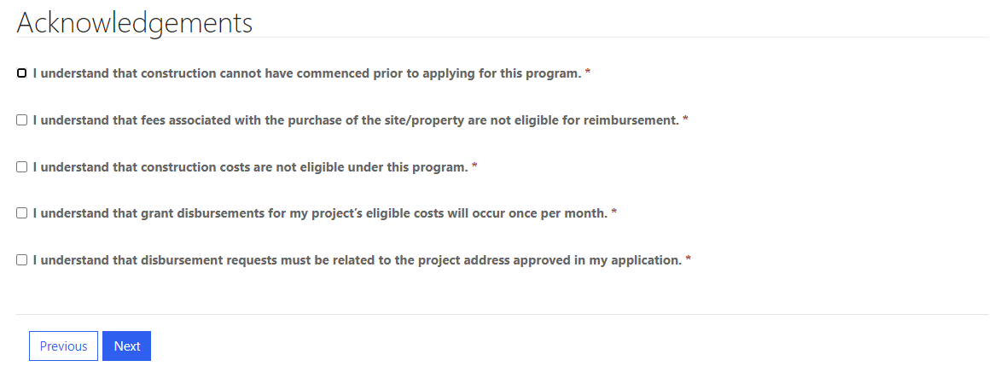 Acknowledgements
I understand that construction cannot have commenced prior to applying for this program. *
I understand that fees associated with the purchase of the site/property are not eligible for reimbursement. *
I understand that construction costs are not eligible under this program. *
I understand that grant disbursements for my project’s eligible costs will occur once per month. *
I understand that disbursement requests must be related to the project address approved in my application. *
Previous Next